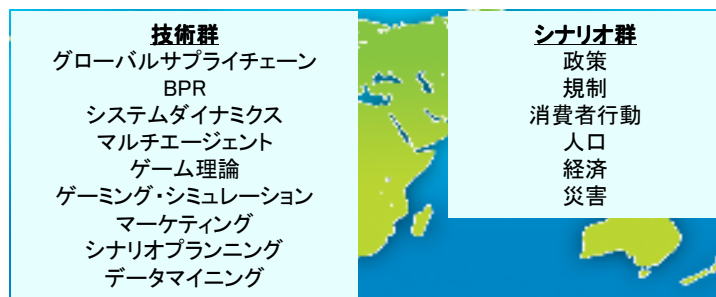 技術群
グローバルサプライチェーン
BPR
システムダイナミクス
マルチエージェント
ゲーム理論
ゲーミング・シミュレーション
マーケティング
シナリオプランニング
データマイニング
シナリオ群
政策
規制
消費者行動
人口
経済
災害